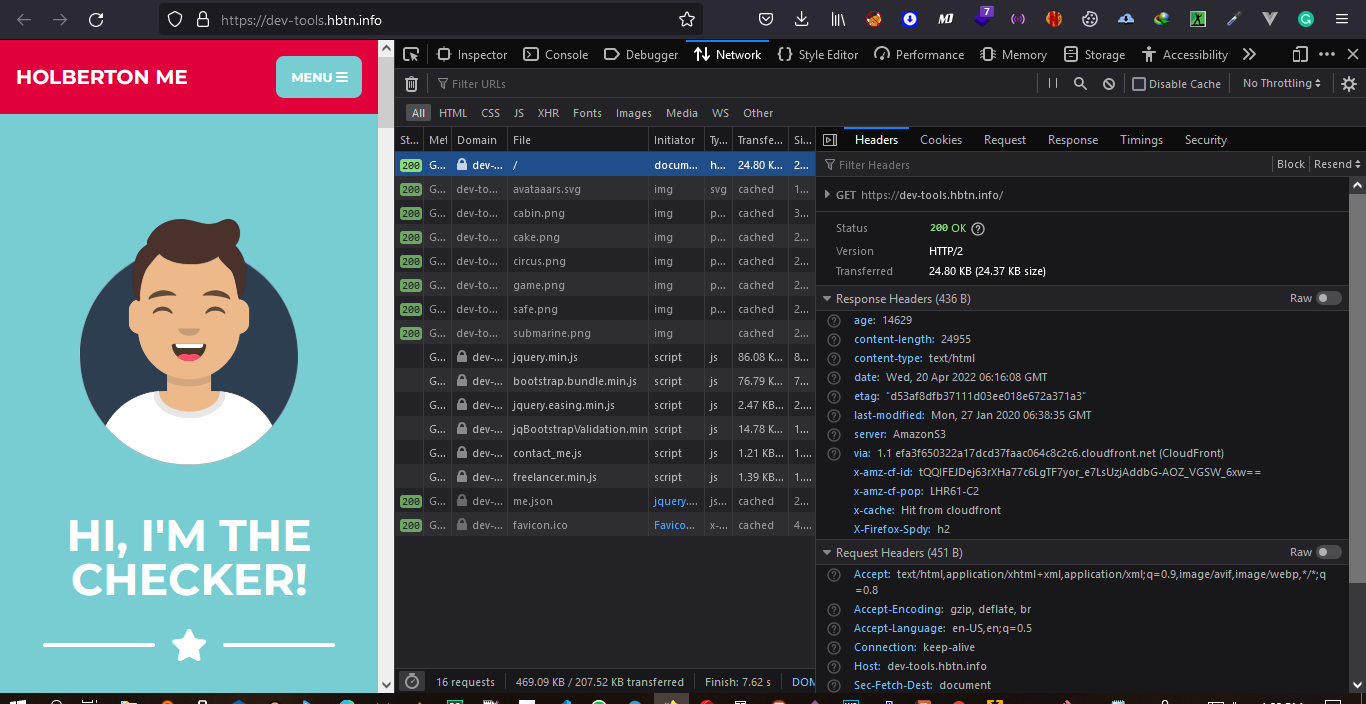 https://dev-tools.hbtn.info
7
HOLBERTON ME
MENU
HI, I'M THE
CHECKER!
Inspector Console Debugger Network Style Editor Performance Memory Storage Accessibility
Filter URLs Disable Cache No Throttling
All HTML CSS JS XHR Fonts Images Media WS Other
St... Met Domain File Initiator Ty... Transfe... Si...
200 G... dev-... / docum... h... 24.80 K... 2...
200 G... dev-to... avataaars.svg img svg cached 1...
200 G... dev-to... cabin.png img p... cached 3...
200 G... dev-to... cake.png img p... cached 2...
200 G... dev-to... circus.png img p... cached 2...
200 G... dev-to... game.png img p... cached 2...
200 G... dev-to... safe.png img p... cached 2...
200 G... dev-to... submarine.png img cached 2...
G... dev-... jquery.min.js script js 86.08 K... 8...
G... dev-... bootstrap.bundle.min.js script js 76.79 K... 7...
G... dev-... jquery.easing.min.js script js 2.47 KB... 2....
G... dev-... jqBootstrapValidation.min script js 14.78 K... 1...
G... dev-... contact_me.js script js 1.21 KB... 1....
G... dev-... freelancer.min.js script js 1.39 KB... 1....
200 G... dev-... me.json jquery.... js... cached 2...
200 G... dev-... favicon.ico Favico... x-... cached 4....
16 requests 469.09 KB / 207.52 KB transferred Finish: 7.62 s DOM
Headers Cookies Request Response Timings Security
Filter Headers Block Resend
GET https://dev-tools.hbtn.info/
Status 200 OK
Version HTTP/2
Transferred 24.80 KB (24.37 KB size)
Response Headers (436 B) Raw
age: 14629
content-length: 24955
content-type: text/html
date: Wed, 20 Apr 2022 06:16:08 GMT
etag: "d53af8dfb37111d03ee018e672a371a3"
last-modified: Mon, 27 Jan 2020 06:38:35 GMT
server: AmazonS3
via: 1.1 efa3f650322a17dcd37faac064c8c2c6.cloudfront.net (CloudFront)
x-amz-cf-id: tQQIFEJDej63rXHa77c6LgTF7yor_e7LsUzjAddbG-AOZ_VGSW_6xw==
x-amz-cf-pop: LHR61-C2
x-cache: Hit from cloudfront
X-Firefox-Spdy: h2
Request Headers (451 B) Raw
Accept: text/html,application/xhtml+xml,application/xml;q=0.9,image/avif,image/webp,*/*;q
=0.8
Accept-Encoding: gzip, deflate, br
Accept-Language: en-US,en;q=0.5
Connection: keep-alive
Host: dev-tools.hbtn.info
Sec-Fetch-Dest: document